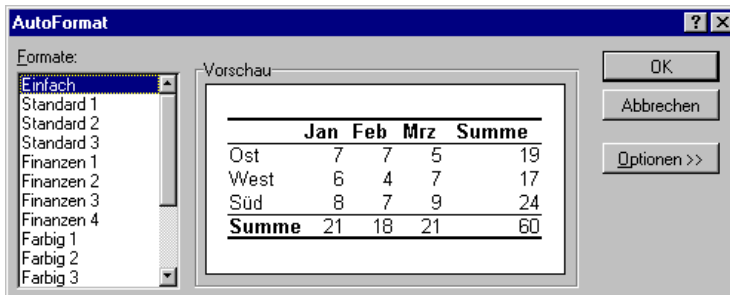 AutoFormat
Formate:
Einfach
Standard 1
Standard 2
Standard 3
Finanzen 1
Finanzen 2
Finanzen 3
Finanzen 4
Farbig 1
Farbig 2
Farbig 3
Vorschau
Jan Feb Mrz Summe
Ost 7 7 5 19
West 6 4 7 17
Süd 8 7 9 24
Summe 21 18 21 60
OK
Abbrechen
Optionen >>